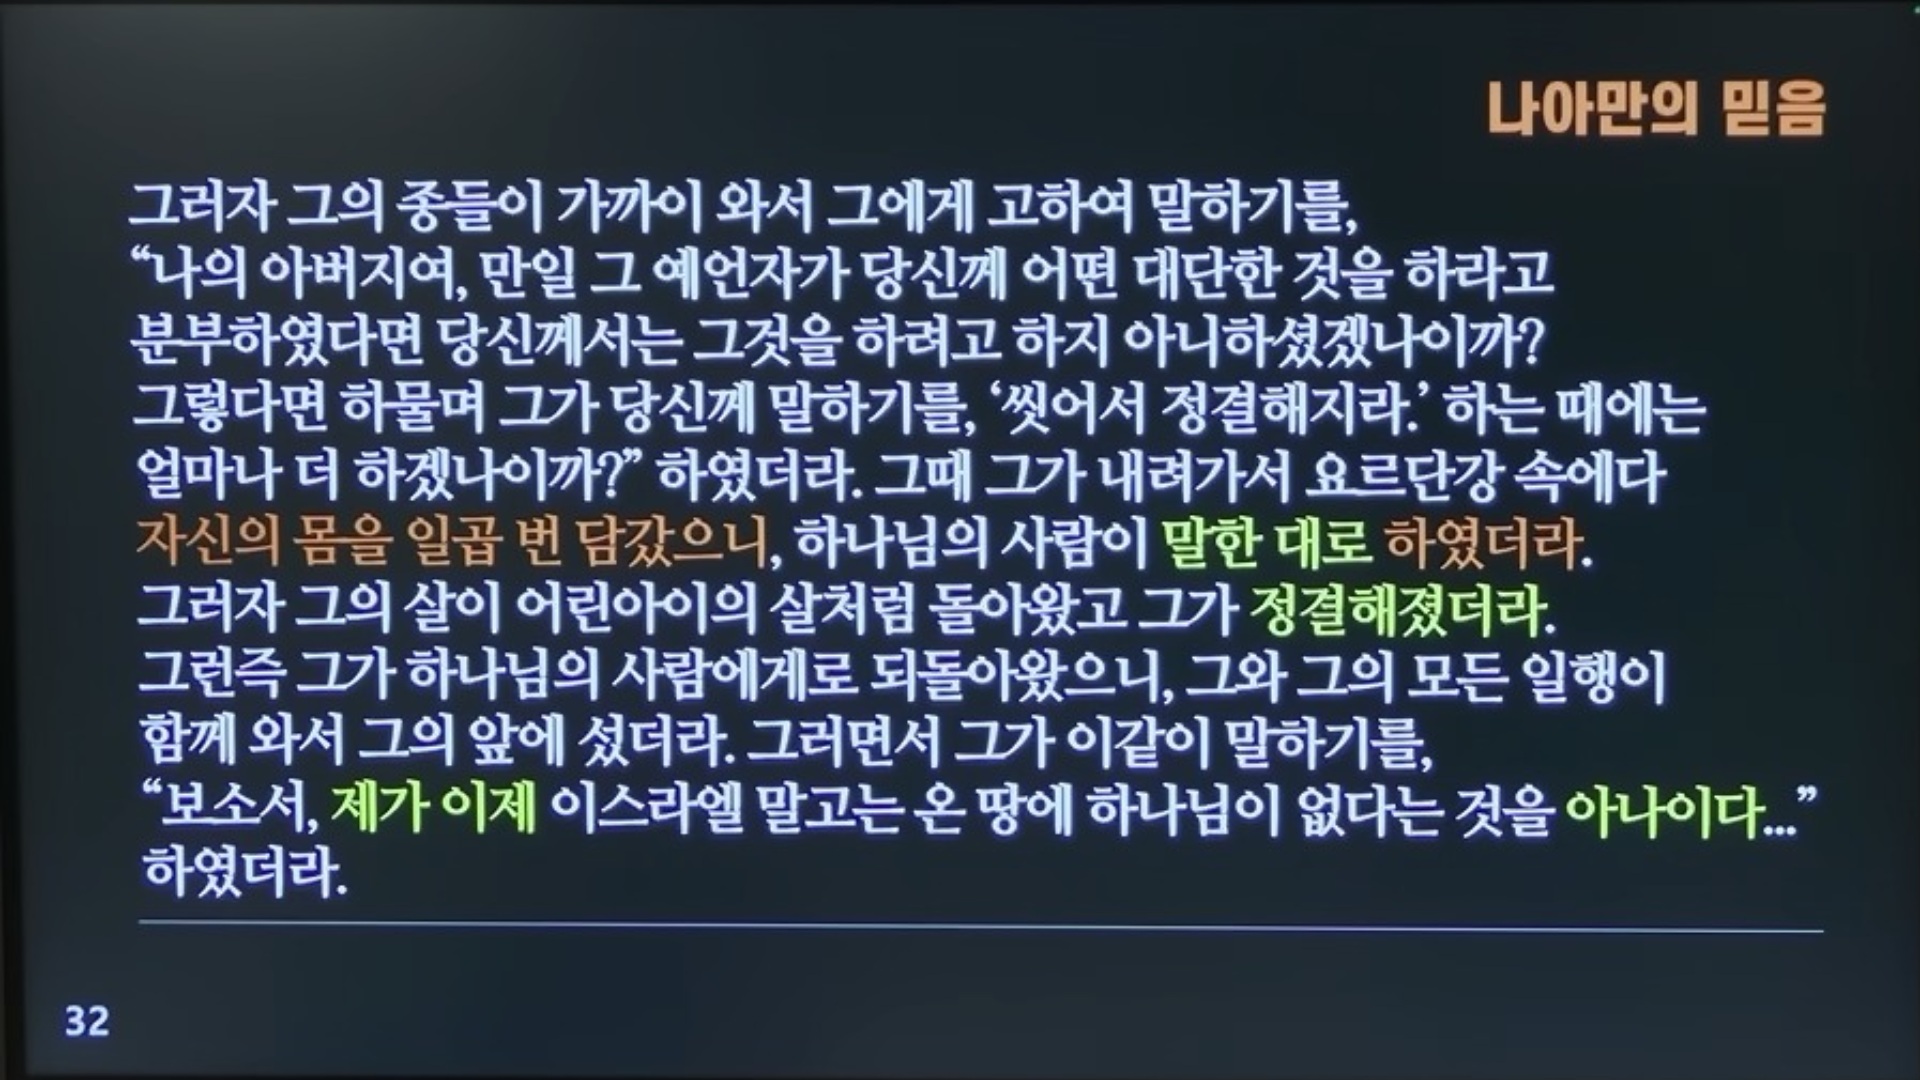 나아만의 믿음
그러자 그의 종들이 가까이 와서 그에게 고하여 말하기를,
“나의 아버지여, 만일 그 예언자가 당신께 어떤 대단한 것을 하라고
분부하였다면 당신께서는 그것을 하려고 하지 아니하셨겠나이까?
그렇다면 하물며 그가 당신께 말하기를, ‘씻어서 정결해지라.’ 하는 때에는
얼마나 더 하겠나이까?” 하였더라. 그때 그가 내려가서 요르단강 속에다
자신의 몸을 일곱 번 담갔으니, 하나님의 사람이 말한 대로 하였더라.
그러자 그의 살이 어린아이의 살처럼 돌아왔고 그가 정결해졌더라.
그런즉 그가 하나님의 사람에게로 되돌아왔으니, 그와 그의 모든 일행이
함께 와서 그의 앞에 섰더라. 그러면서 그가 이같이 말하기를,
“보소서, 제가 이제 이스라엘 말고는 온 땅에 하나님이 없다는 것을 아나이다...”
하였더라.
32